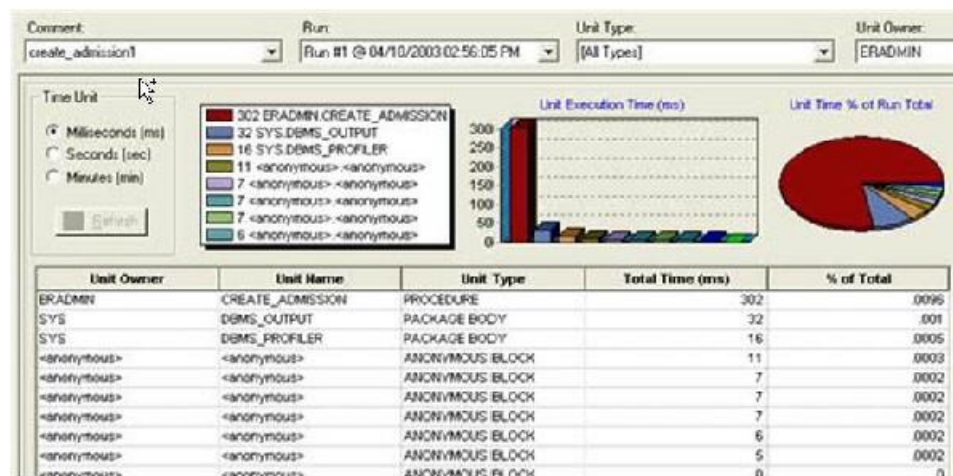 Comment: Run: Unit Type: Unit Owner:
create_admission1 Run #1 @ 04/10/2003 02:56:05 PM [All Types] ERADMIN
Time Unit
Milliseconds (ms)
Seconds (sec)
Minutes (min)
Refresh
302 ERADMIN.CREATE_ADMISSION
32 SYS.DBMS_OUTPUT
16 SYS.DBMS_PROFILER
11 <anonymous>.<anonymous>
7 <anonymous>.<anonymous>
7 <anonymous>.<anonymous>
7 <anonymous>.<anonymous>
6 <anonymous>.<anonymous>
Unit Execution Time (ms)
300
250
200
150
100
50
0
Unit Time % of Run Total
Unit Owner Unit Name Unit Type Total Time (ms) % of Total
ERADMIN CREATE_ADMISSION PROCEDURE 302 .0096
SYS DBMS_OUTPUT PACKAGE BODY 32 .001
SYS DBMS_PROFILER PACKAGE BODY 16 .0005
<anonymous> <anonymous> ANONYMOUS BLOCK 11 .0003
<anonymous> <anonymous> ANONYMOUS BLOCK 7 .0002
<anonymous> <anonymous> ANONYMOUS BLOCK 7 .0002
<anonymous> <anonymous> ANONYMOUS BLOCK 7 .0002
<anonymous> <anonymous> ANONYMOUS BLOCK 6 .0002
<anonymous> <anonymous> ANONYMOUS BLOCK 5 .0002
<anonymous> <anonymous> ANONYMOUS BLOCK 0 0